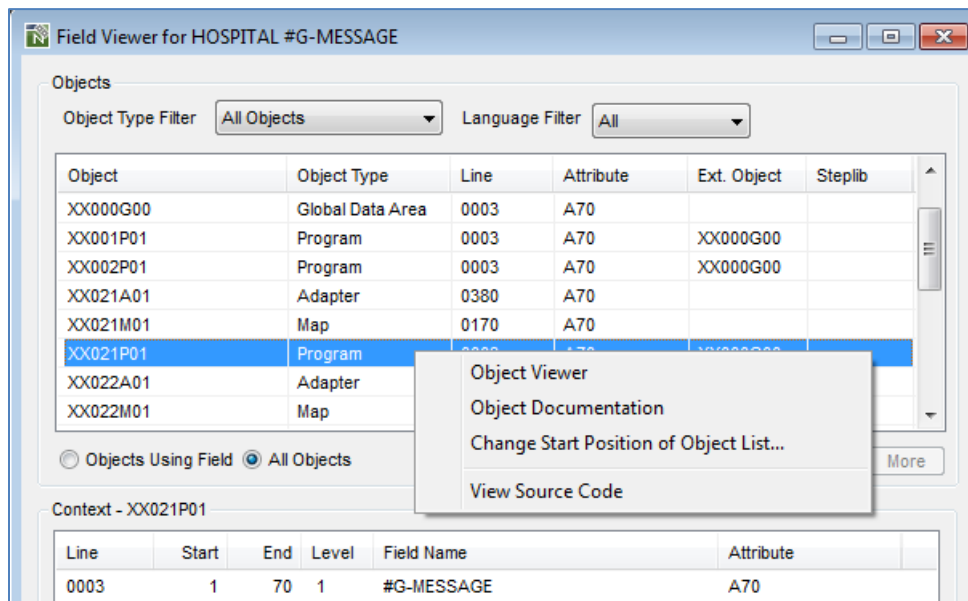 Field Viewer for HOSPITAL #G-MESSAGE
Objects
Object Type Filter All Objects Language Filter All
Object Object Type Line Attribute Ext. Object Steplib
XX000G00 Global Data Area 0003 A70
XX001P01 Program 0003 A70 XX000G00
XX002P01 Program 0003 A70 XX000G00
XX021A01 Adapter 0380 A70
XX021M01 Map 0170 A70
XX021P01 Program
XX022A01 Adapter
XX022M01 Map
Object Viewer
Object Documentation
Change Start Position of Object List...
View Source Code
Objects Using Field All Objects More
Context - XX021P01
Line Start End Level Field Name Attribute
0003 1 70 1 #G-MESSAGE A70